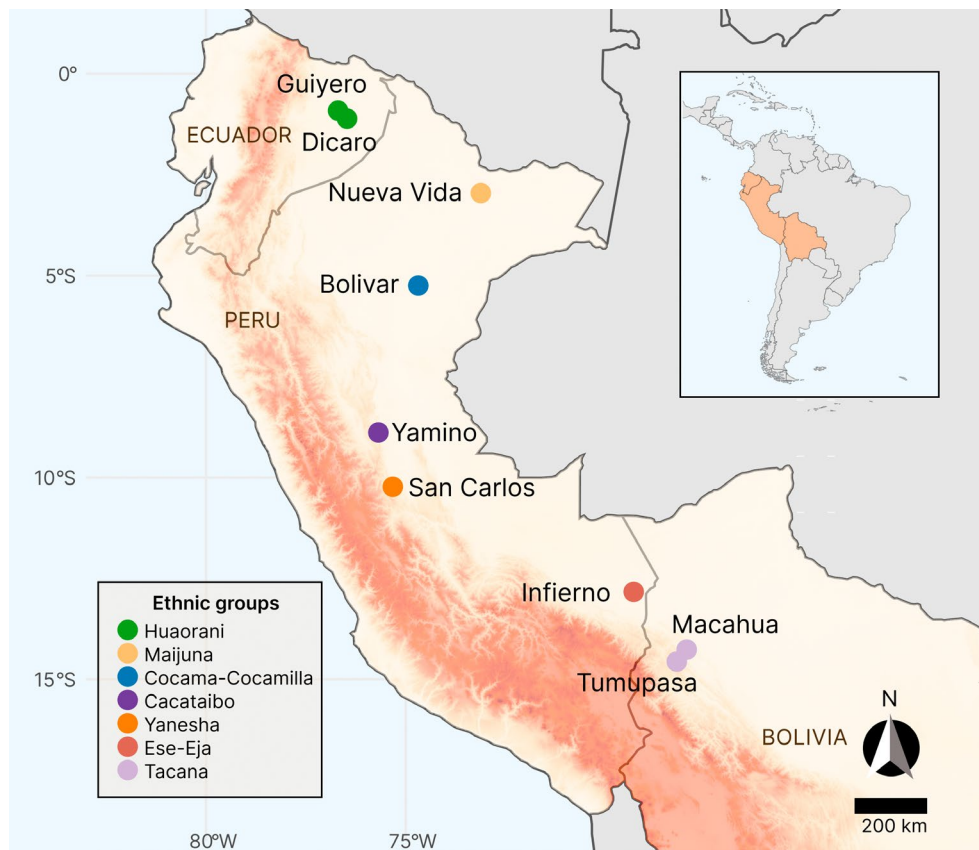 0°
Guiyero
ECUADOR
Dicaro
Nueva Vida
5°S
Bolivar
PERU
Yamino
10°S
San Carlos
Infierno
Macahua
Tumupasa
15°S
BOLIVIA
N
200 km
80°W
75°W
Ethnic groups
Huaorani
Maijuna
Cocama-Cocamilla
Cacataibo
Yanesha
Ese-Eja
Tacana